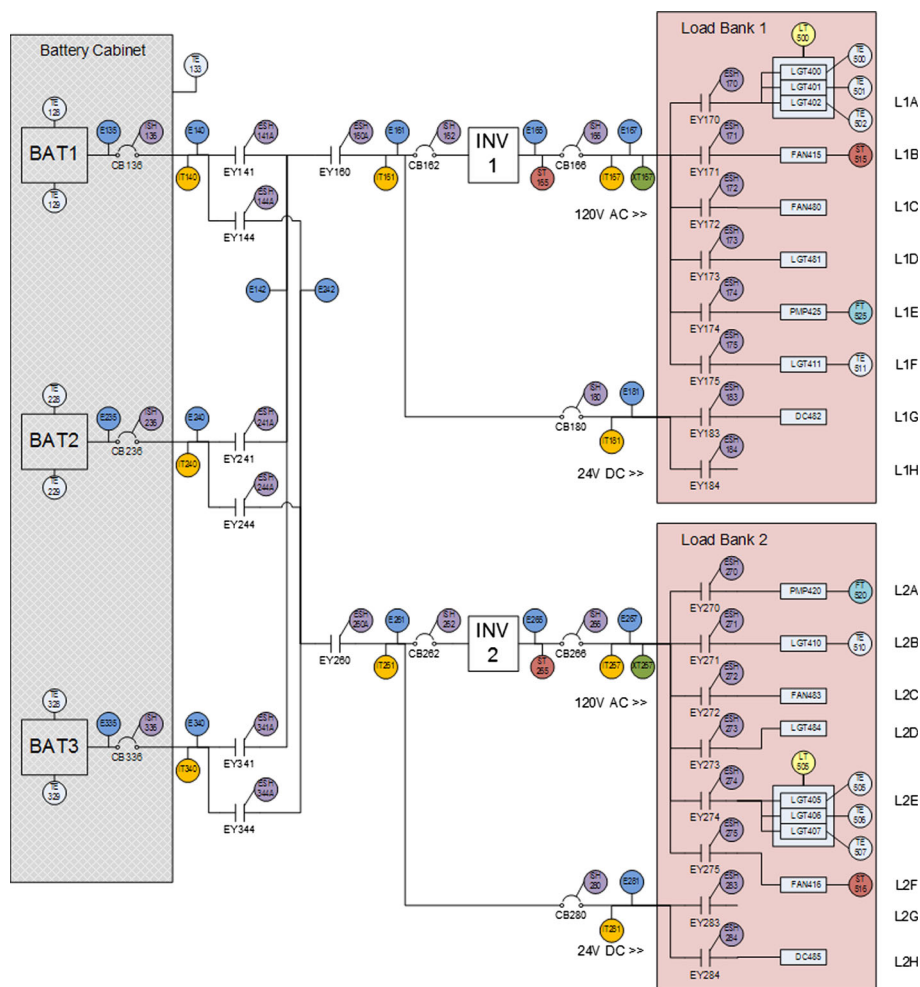 Battery Cabinet
TE 133
TE 128
BAT1
TE 129
E135
ISH 136
CB136
E140
IT140
ESH 141A
EY141
ESH 144A
EY144
ESH 160A
EY160
E161
IT161
ISH 162
CB162
INV 1
E165
ST 165
ISH 166
CB166
E167
IT167
XT167
120V AC >>
E142
E242
Load Bank 1
LT 500
ESH 170
EY170
LGT400
LGT401
LGT402
TE 500
TE 501
TE 502
L1A
ESH 171
EY171
FAN415
ST 515
L1B
ESH 172
EY172
FAN480
L1C
ESH 173
EY173
LGT481
L1D
ESH 174
EY174
PMP425
FT 525
L1E
ESH 175
EY175
LGT411
TE 511
L1F
ISH 180
CB180
E181
IT181
24V DC >>
ESH 183
EY183
DC482
L1G
ESH 184
EY184
L1H
TE 228
BAT2
TE 229
E235
ISH 236
CB236
E240
IT240
ESH 241A
EY241
ESH 244A
EY244
ESH 260A
EY260
E261
IT261
ISH 262
CB262
INV 2
E265
ST 265
ISH 266
CB266
E267
IT267
XT267
120V AC >>
Load Bank 2
ESH 270
EY270
PMP420
FT 520
L2A
ESH 271
EY271
LGT410
TE 510
L2B
ESH 272
EY272
FAN483
L2C
ESH 273
EY273
LGT484
L2D
LT 505
ESH 274
EY274
LGT405
LGT406
LGT407
TE 505
TE 506
TE 507
L2E
ESH 275
EY275
FAN416
ST 516
L2F
TE 328
BAT3
TE 329
E335
ISH 336
CB336
E340
IT340
ESH 341A
EY341
ESH 344A
EY344
ISH 280
CB280
E281
IT281
24V DC >>
ESH 283
EY283
L2G
ESH 284
EY284
DC485
L2H